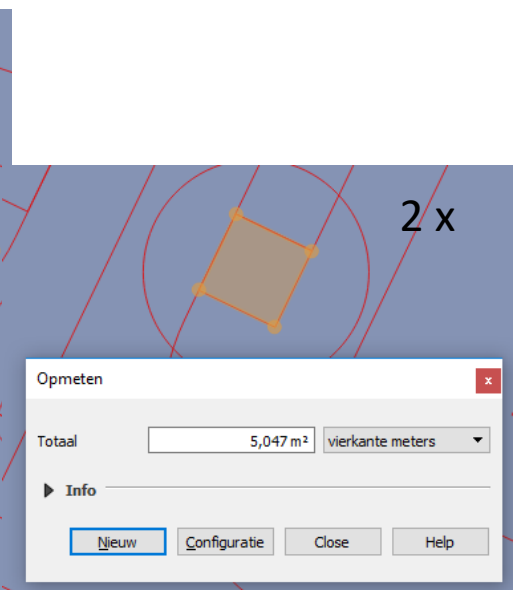 2 x
Opmeten
x
Totaal 5,047 m² vierkante meters
Info
Nieuw Configuratie Close Help